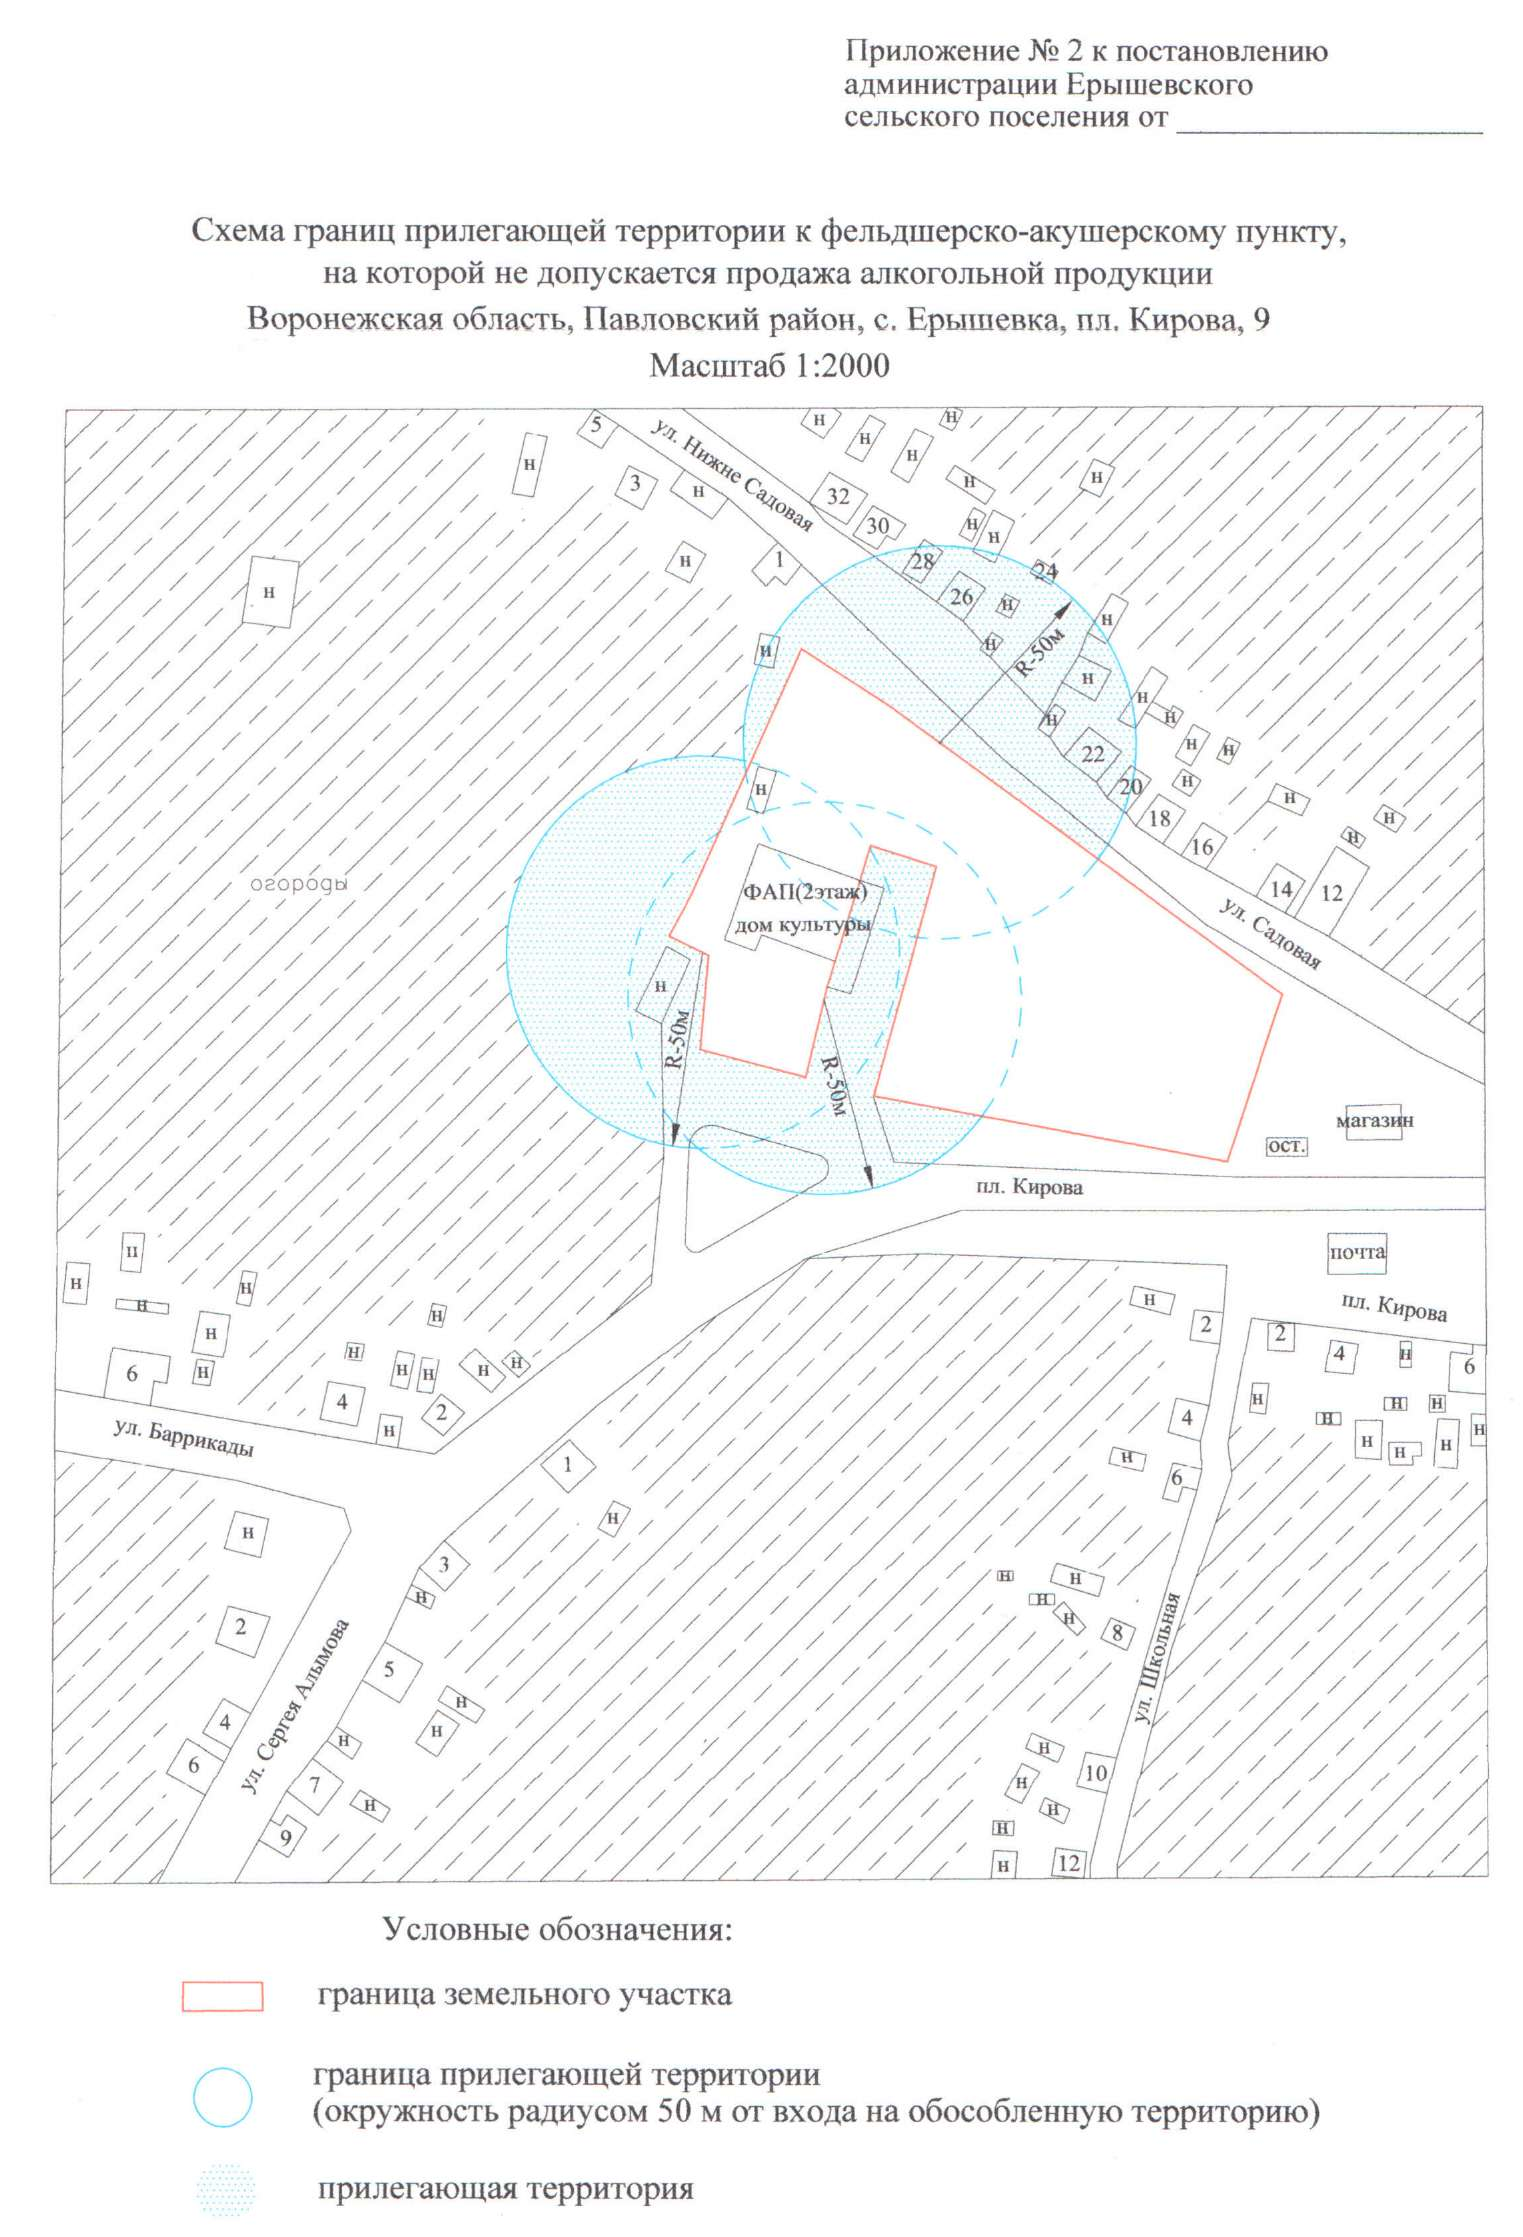 Приложение № 2 к постановлению
администрации Ерышевского
сельского поселения от
Схема границ прилегающей территории к фельдшерско-акушерскому пункту,
на которой не допускается продажа алкогольной продукции
Воронежская область, Павловский район, с. Ерышевка, пл. Кирова, 9
Масштаб 1:2000
н
н
5
ул. Нижне Садовая
н
н
н
н
3
н
32
н
н
30
н
н
н
1
28
24
н
26
н
н
н
R-50м
н
н
н
н
н
22
н
н
н
20
н
н
18
н
н
16
огороды
ФАП(2этаж)
14
12
дом культуры
ул. Садовая
н
R-50м
R-50м
магазин
ост.
пл. Кирова
почта
н
н
н
н
н
пл. Кирова
н
н
2
2
н
н
4
н
6
6
н
н
н
н
н
4
2
н
н
н
н
н
4
н
ул. Баррикады
н
н
н
н
1
н
6
н
н
3
н
н
н
н
н
2
8
ул. Школьная
5
ул. Сергея Алымова
н
4
н
н
н
6
7
н
10
н
н
н
9
н
н
12
Условные обозначения:
граница земельного участка
граница прилегающей территории
(окружность радиусом 50 м от входа на обособленную территорию)
прилегающая территория